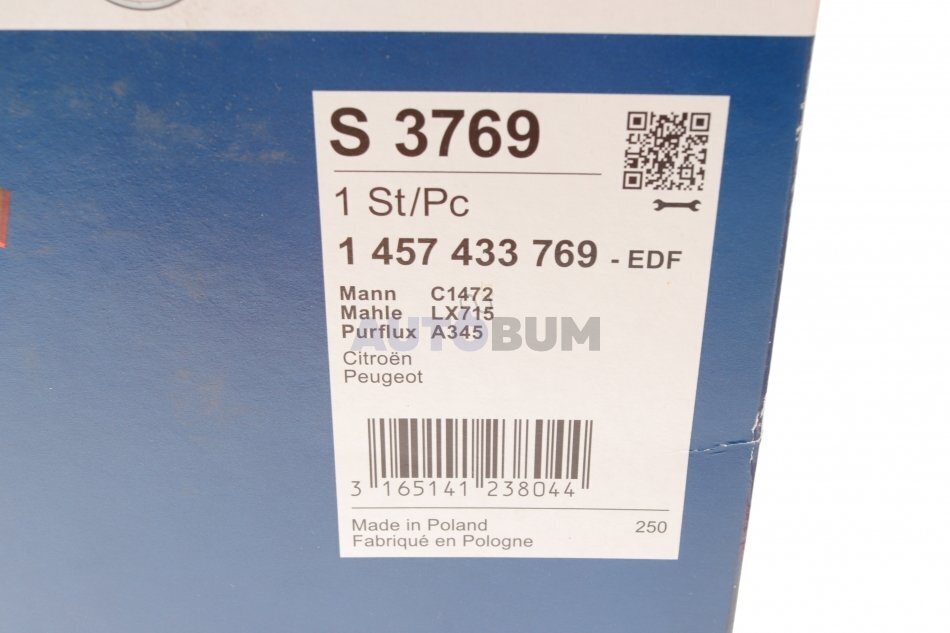 S 3769
1 St/Pc
1 457 433 769 - EDF
Mann C1472
Mahle LX715
Purflux A345
AUTOBUM
Citroën
Peugeot
3 165141 238044
Made in Poland 250
Fabriqué en Pologne